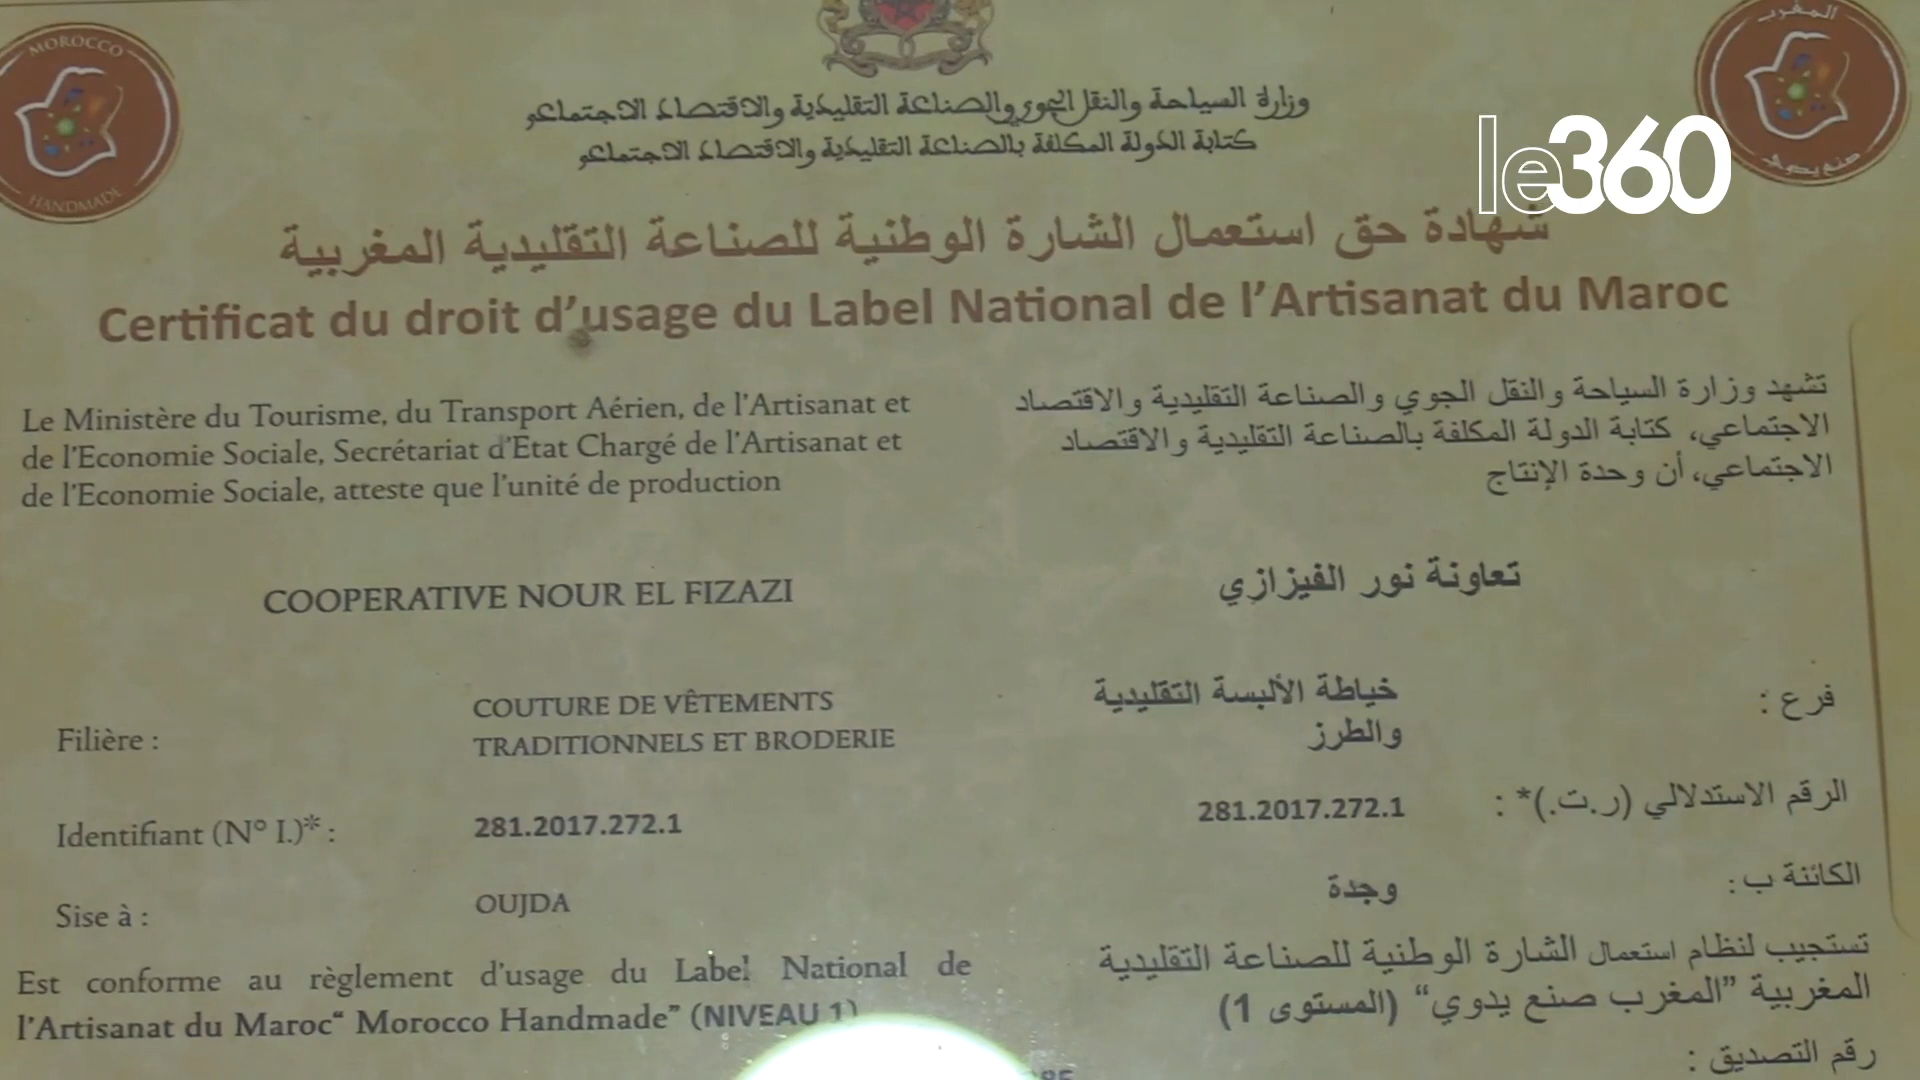 MOROCCO
HANDMADE
المغرب
صنع يدوي
le360
وزارة السياحة والنقل الجوي والصناعة التقليدية والاقتصاد الاجتماعي
كتابة الدولة المكلفة بالصناعة التقليدية والاقتصاد الاجتماعي
شهادة حق استعمال الشارة الوطنية للصناعة التقليدية المغربية
Certificat du droit d’usage du Label National de l’Artisanat du Maroc
Le Ministère du Tourisme, du Transport Aérien, de l'Artisanat et
de l'Economie Sociale, Secrétariat d'Etat Chargé de l'Artisanat et
de l'Economie Sociale, atteste que l'unité de production
تشهد وزارة السياحة والنقل الجوي والصناعة التقليدية والاقتصاد
الاجتماعي، كتابة الدولة المكلفة بالصناعة التقليدية والاقتصاد
الاجتماعي، أن وحدة الإنتاج
COOPERATIVE NOUR EL FIZAZI
تعاونة نور الفيزازي
Filière :
COUTURE DE VÊTEMENTS
TRADITIONNELS ET BRODERIE
فرع :
خياطة الألبسة التقليدية
والطرز
Identifiant (N° I.)* :
281.2017.272.1
الرقم الاستدلالي (ر.ت.)* :
281.2017.272.1
Sise à :
OUJDA
الكائنة ب :
وجدة
Est conforme au règlement d'usage du Label National de
l'Artisanat du Maroc“ Morocco Handmade” (NIVEAU 1)
تستجيب لنظام استعمال الشارة الوطنية للصناعة التقليدية
المغربية ”المغرب صنع يدوي“ (المستوى 1)
رقم التصديق :